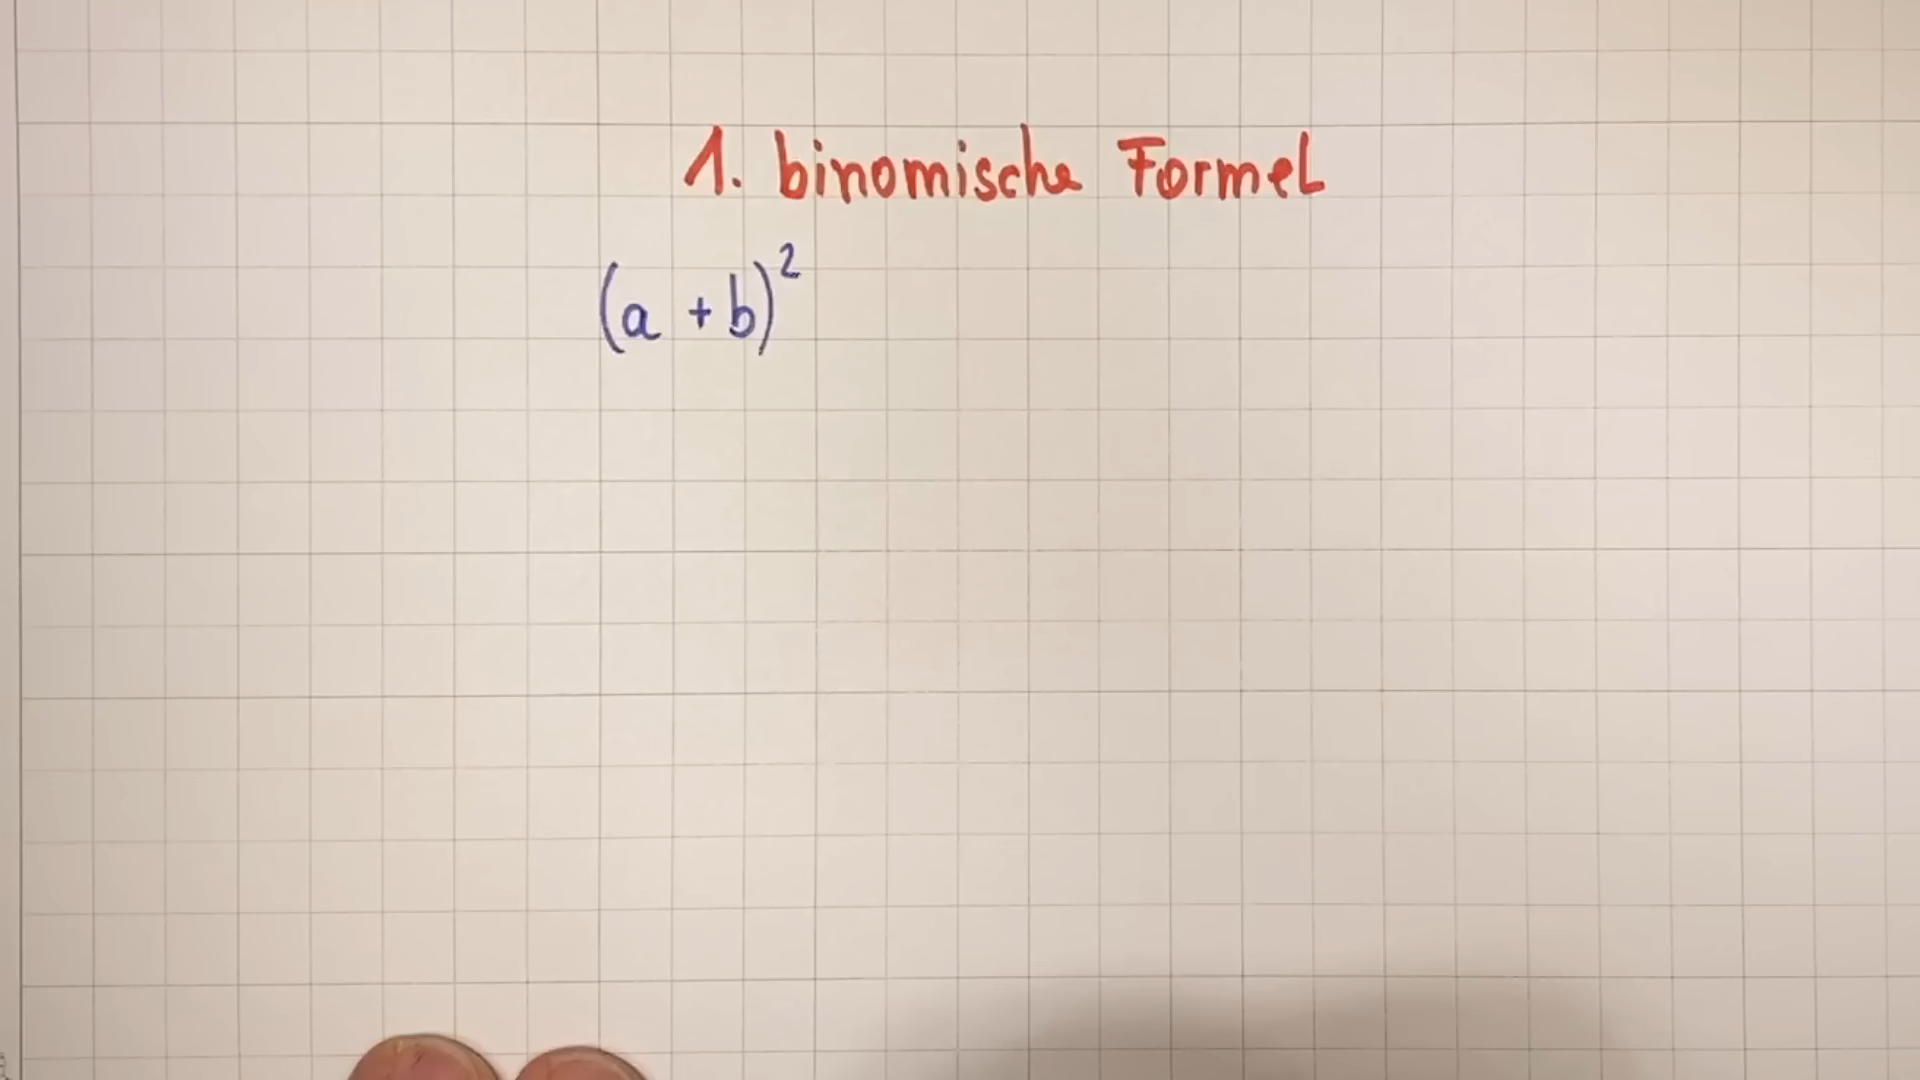 1. binomische Formel
(a + b)²